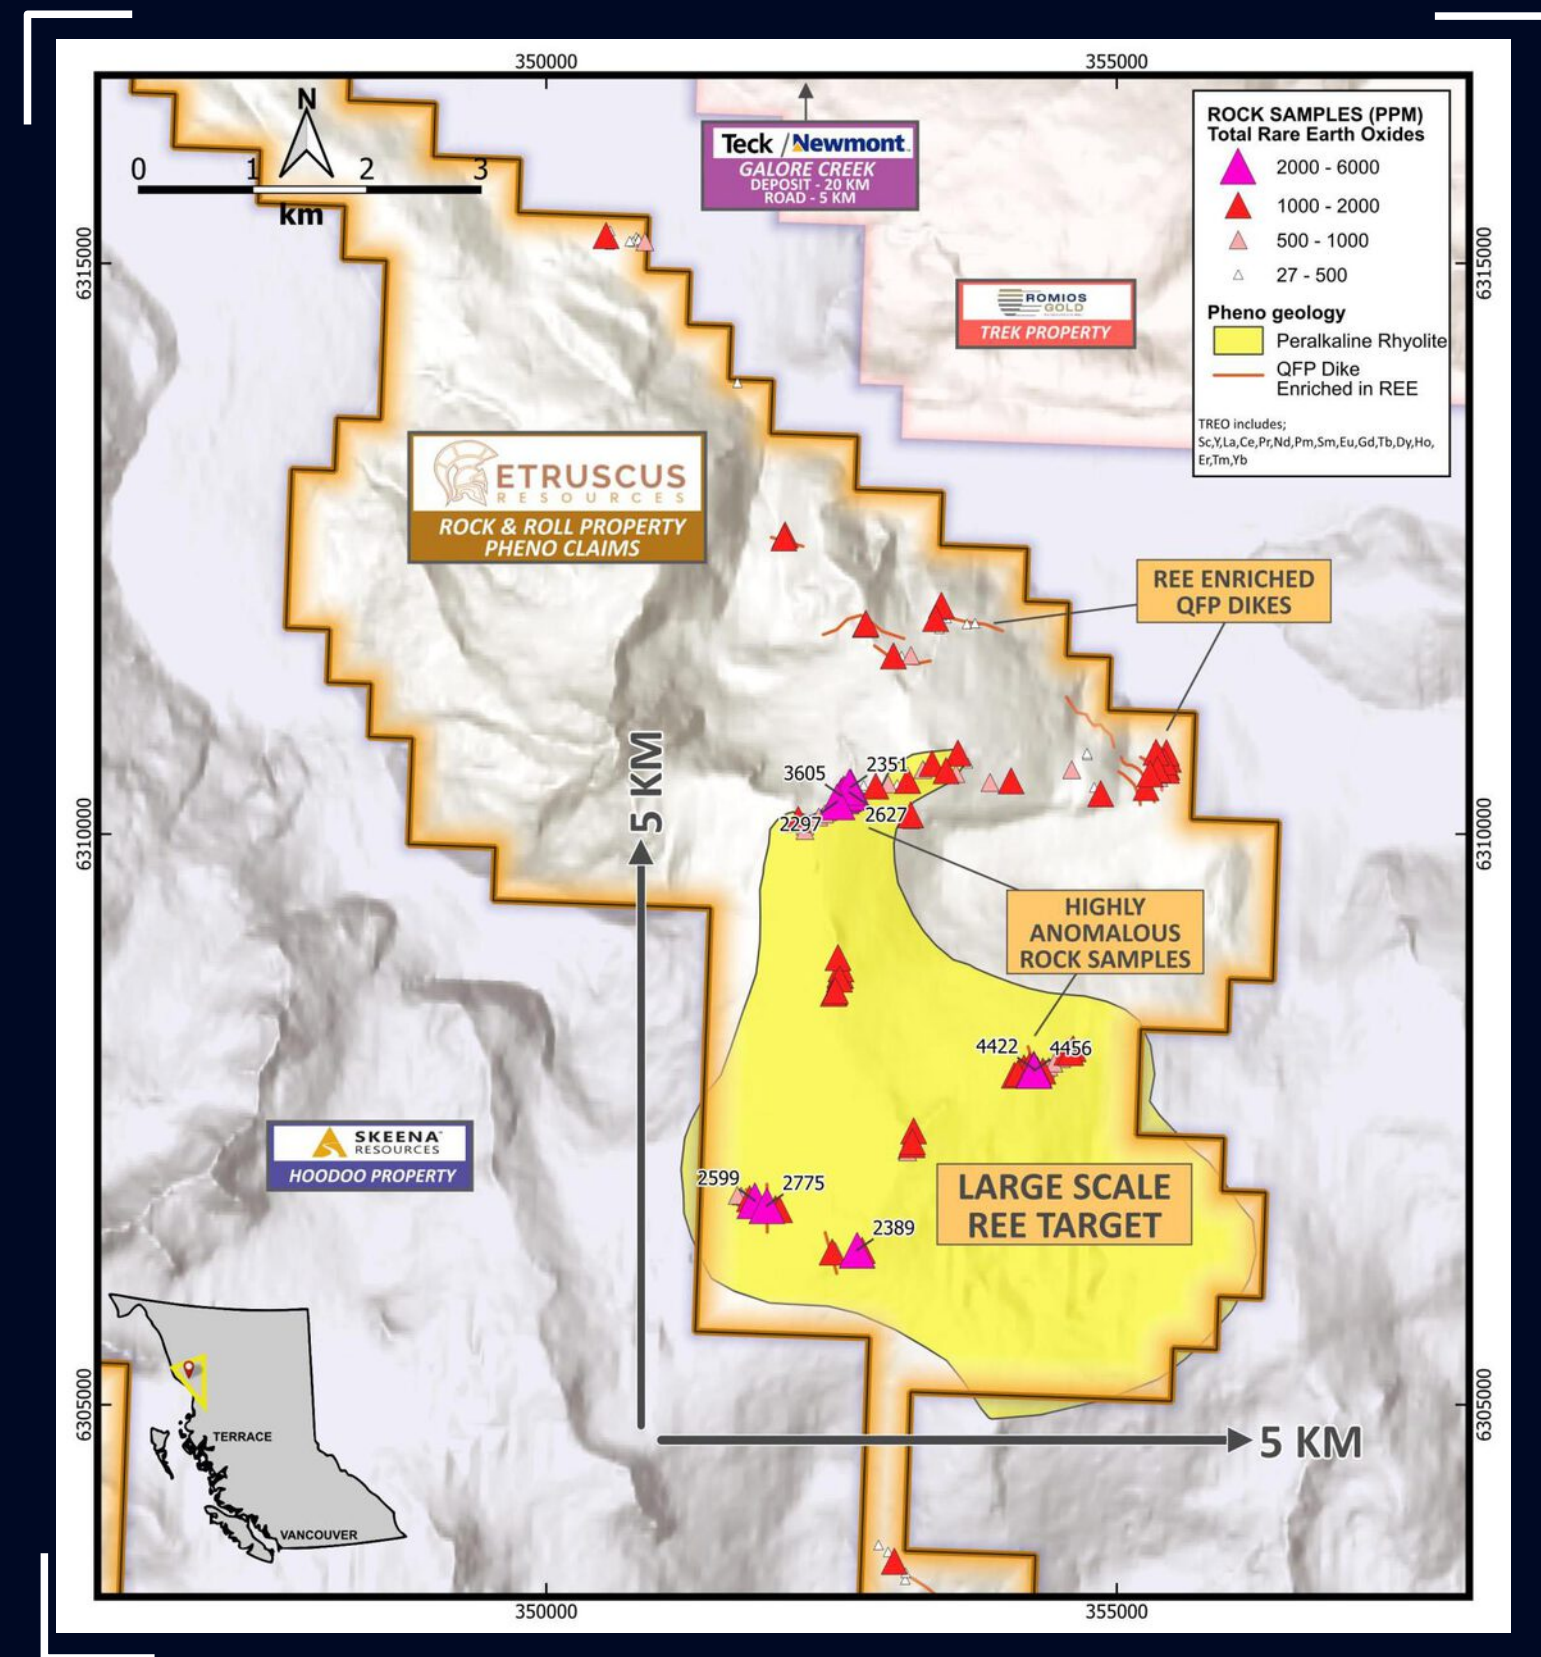 350000
355000
N
0
1
2
3
km
Teck / Newmont
GALORE CREEK
DEPOSIT - 20 KM
ROAD - 5 KM
ROCK SAMPLES (PPM)
Total Rare Earth Oxides
2000 - 6000
1000 - 2000
500 - 1000
27 - 500
Pheno geology
Peralkaline Rhyolite
QFP Dike
Enriched in REE
TREO includes;
Sc,Y,La,Ce,Pr,Nd,Pm,Sm,Eu,Gd,Tb,Dy,Ho,
Er,Tm,Yb
6315000
6315000
ROMIOS
GOLD
TREK PROPERTY
ETRUSCUS
RESOURCES
ROCK & ROLL PROPERTY
PHENO CLAIMS
REE ENRICHED
QFP DIKES
5 KM
3605
2351
2297
2627
6310000
6310000
HIGHLY
ANOMALOUS
ROCK SAMPLES
4422
4456
SKEENA
RESOURCES
HOODOO PROPERTY
2599
2775
2389
LARGE SCALE
REE TARGET
6305000
6305000
5 KM
TERRACE
VANCOUVER
350000
355000